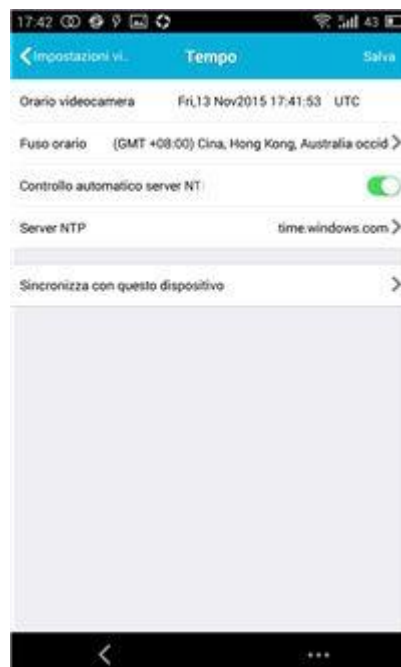 17:42 43
Impostazioni vi.. Tempo Salva
Orario videocamera Fri,13 Nov2015 17:41:53 UTC
Fuso orario (GMT +08:00) Cina, Hong Kong, Australia occid
Controllo automatico server NT
Server NTP time.windows.com
Sincronizza con questo dispositivo